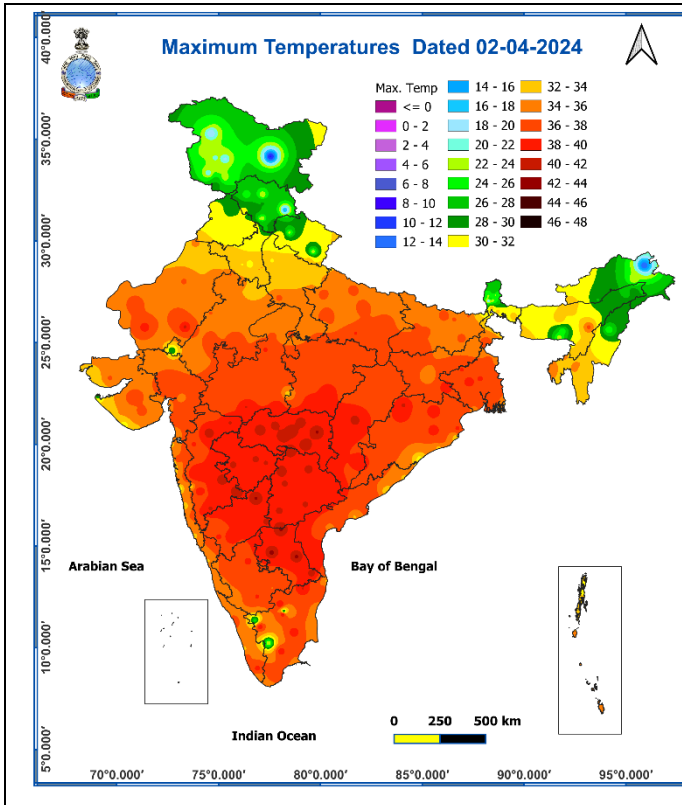 Maximum Temperatures Dated 02-04-2024
Max. Temp
<= 0
0 - 2
2 - 4
4 - 6
6 - 8
8 - 10
10 - 12
12 - 14
14 - 16
16 - 18
18 - 20
20 - 22
22 - 24
24 - 26
26 - 28
28 - 30
30 - 32
32 - 34
34 - 36
36 - 38
38 - 40
40 - 42
42 - 44
44 - 46
46 - 48
40°0.000'
35°0.000'
30°0.000'
25°0.000'
20°0.000'
15°0.000'
10°0.000'
5°0.000'
Arabian Sea
Bay of Bengal
Indian Ocean
0 250 500 km
70°0.000' 75°0.000' 80°0.000' 85°0.000' 90°0.000' 95°0.000'